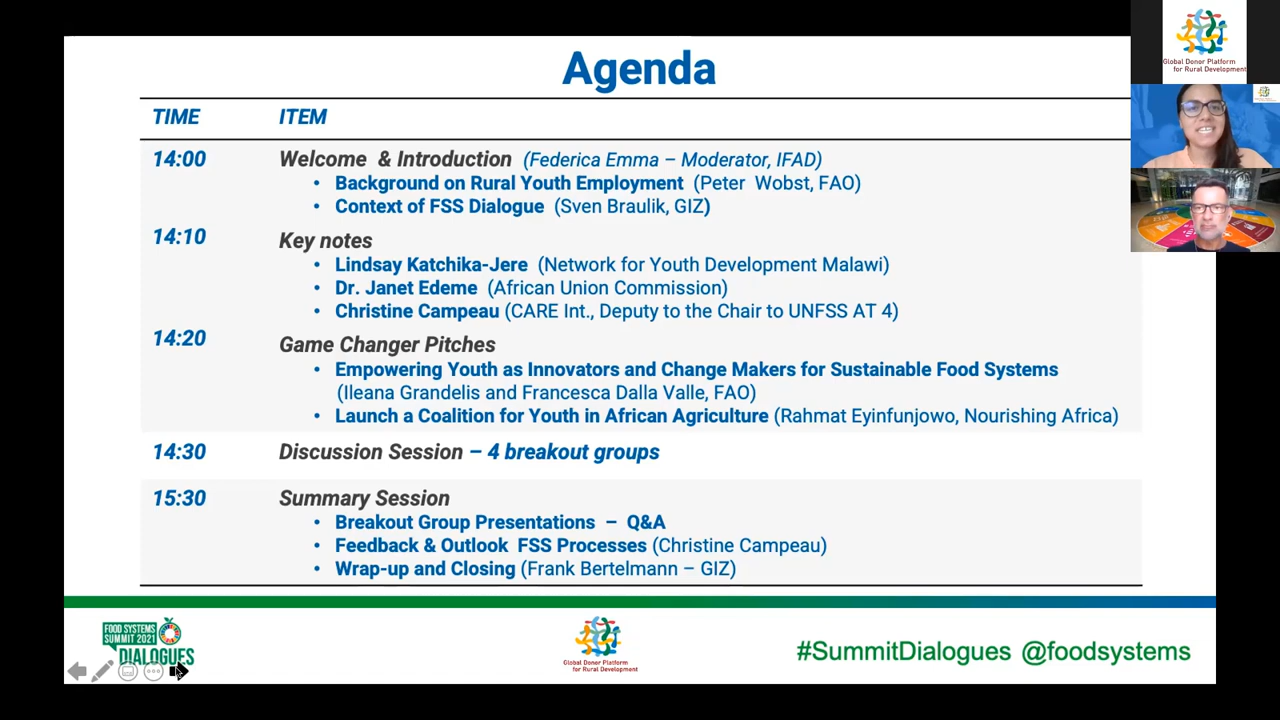 Agenda
TIME ITEM
14:00 Welcome & Introduction (Federica Emma – Moderator, IFAD)
• Background on Rural Youth Employment (Peter Wobst, FAO)
• Context of FSS Dialogue (Sven Braulik, GIZ)
14:10 Key notes
• Lindsay Katchika-Jere (Network for Youth Development Malawi)
• Dr. Janet Edeme (African Union Commission)
• Christine Campeau (CARE Int., Deputy to the Chair to UNFSS AT 4)
14:20 Game Changer Pitches
• Empowering Youth as Innovators and Change Makers for Sustainable Food Systems
(Ileana Grandelis and Francesca Dalla Valle, FAO)
• Launch a Coalition for Youth in African Agriculture (Rahmat Eyinfunjowo, Nourishing Africa)
14:30 Discussion Session – 4 breakout groups
15:30 Summary Session
• Breakout Group Presentations – Q&A
• Feedback & Outlook FSS Processes (Christine Campeau)
• Wrap-up and Closing (Frank Bertelmann – GIZ)
FOOD SYSTEMS
SUMMIT 2021
DIALOGUES
Global Donor Platform
for Rural Development
#SummitDialogues @foodsystems
Global Donor Platform
for Rural Development